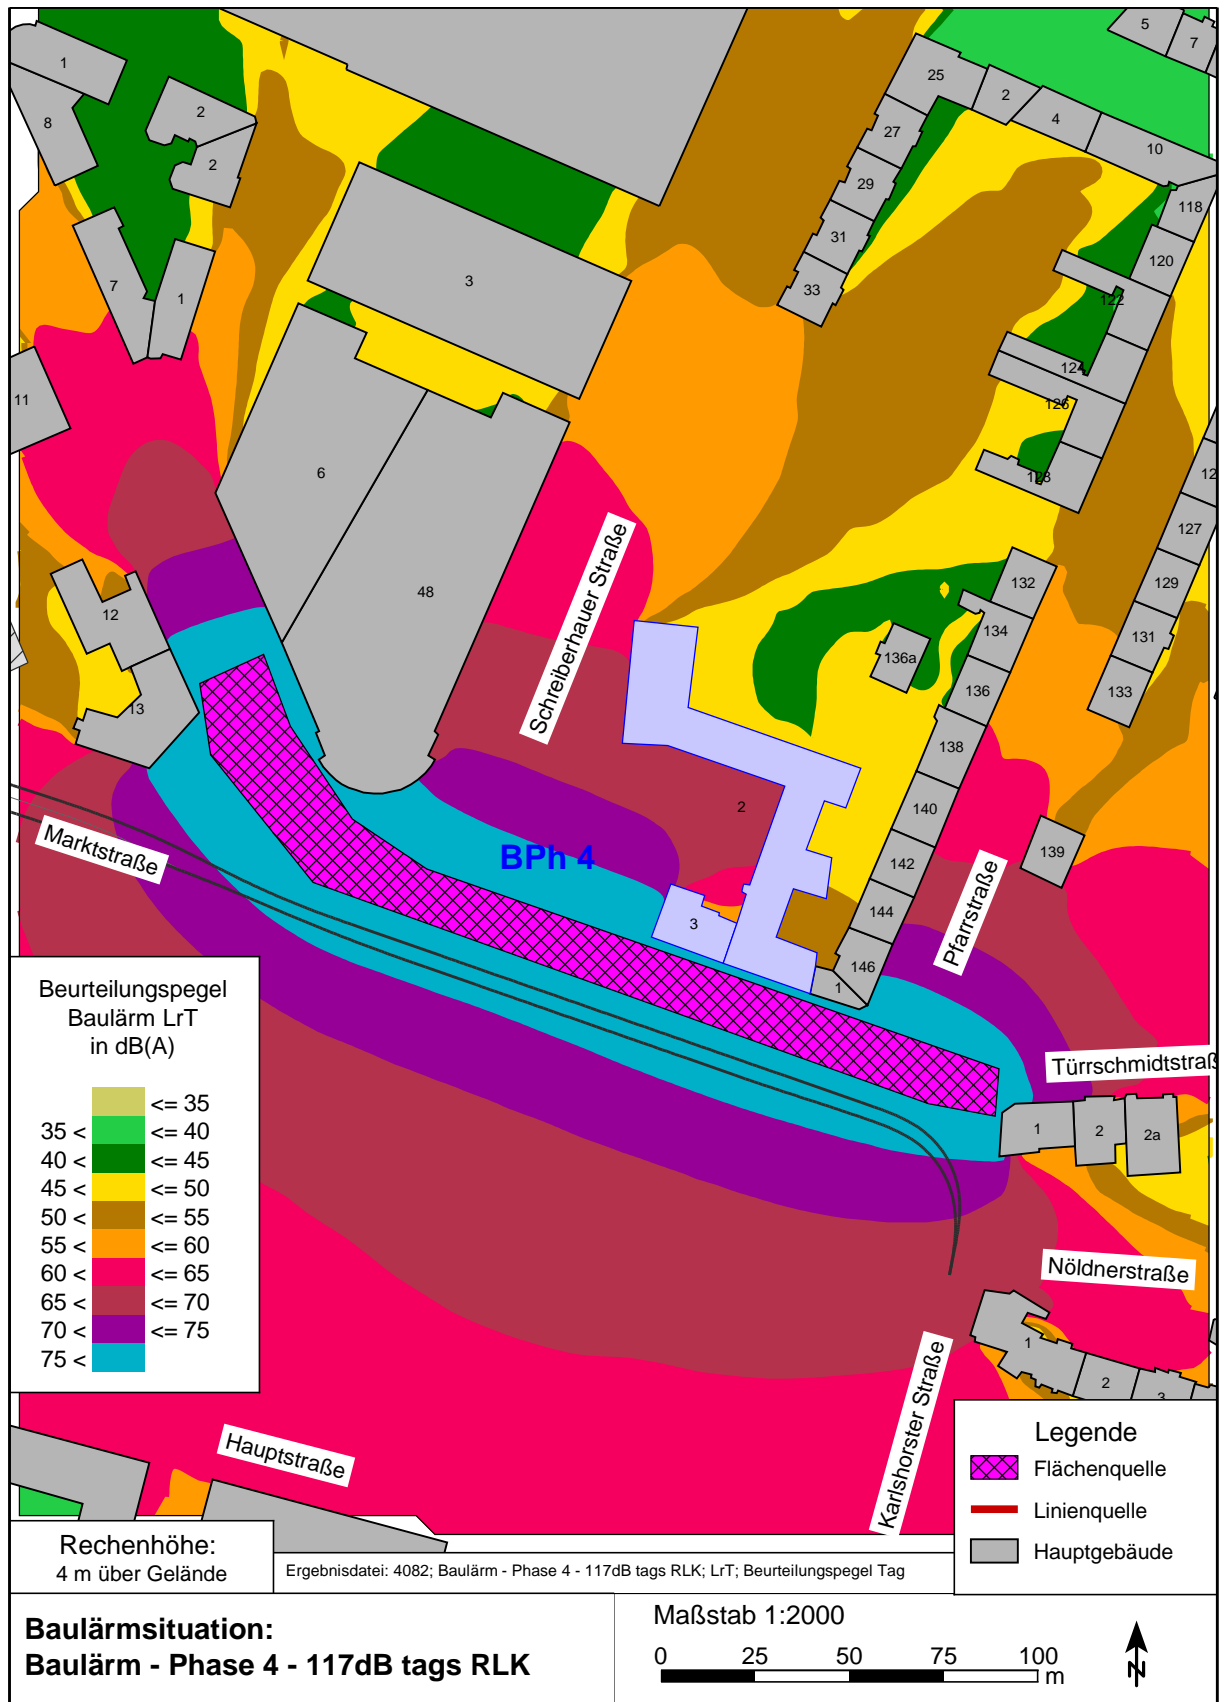 5
7
1
25
2
4
8
2
27
10
2
29
118
31
120
7
1
3
33
122
124
11
126
6
128
12
127
48
Schreiberhauer Straße
132
129
12
134
131
136a
136
133
13
138
2
140
Marktstraße
BPh 4
142
139
144
3
Pfarrstraße
146
1
Beurteilungspegel
Baulärm LrT
in dB(A)
<= 35
35 < <= 40
40 < <= 45
45 < <= 50
50 < <= 55
55 < <= 60
60 < <= 65
65 < <= 70
70 < <= 75
75 <
Türrschmidtstraß
1
2
2a
Nöldnerstraße
1
2
3
Karlshorster Straße
Hauptstraße
Legende
Flächenquelle
Linienquelle
Hauptgebäude
Rechenhöhe:
4 m über Gelände
Ergebnisdatei: 4082; Baulärm - Phase 4 - 117dB tags RLK; LrT; Beurteilungspegel Tag
Baulärmsituation:
Baulärm - Phase 4 - 117dB tags RLK
Maßstab 1:2000
0 25 50 75 100
m
N